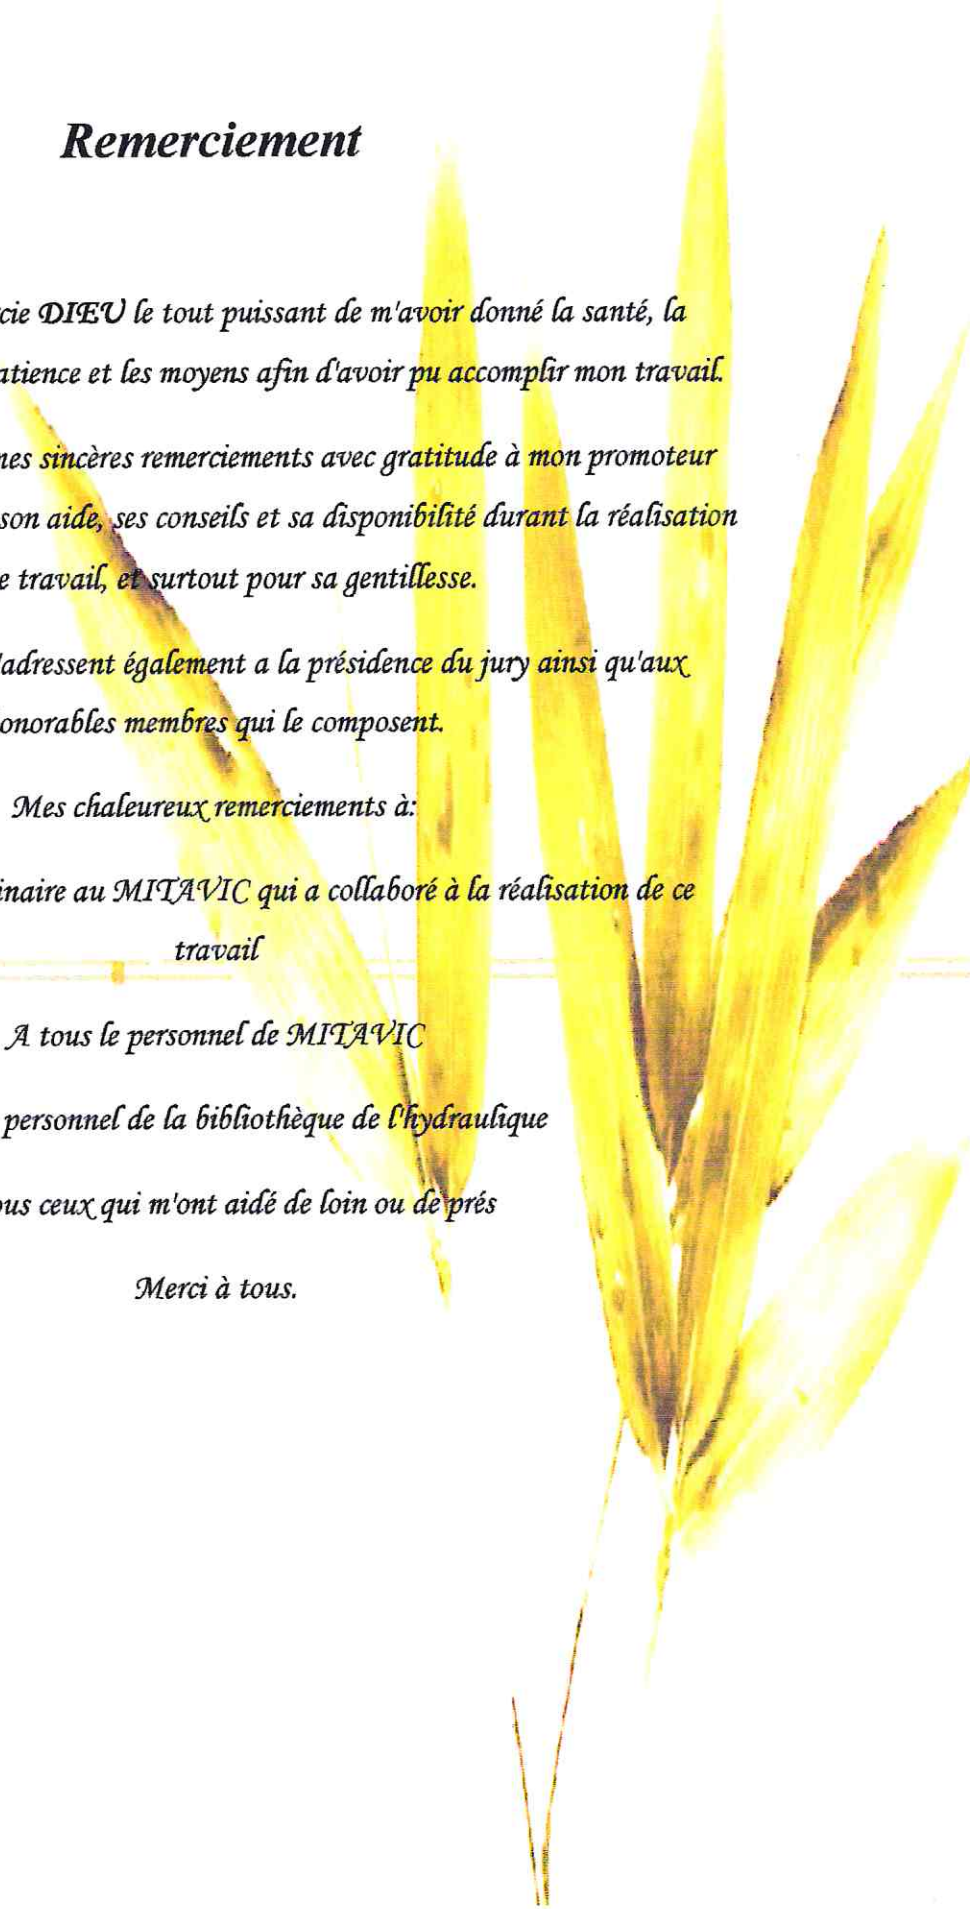 Remerciement
cie DIEU le tout puissant de m'avoir donné la santé, la
atience et les moyens afin d'avoir pu accomplir mon travail.
mes sincères remerciements avec gratitude à mon promoteur
son aide, ses conseils et sa disponibilité durant la réalisation
e travail, et surtout pour sa gentillesse.
'adressent également a la présidence du jury ainsi qu'aux
onorables membres qui le composent.
Mes chaleureux remerciements à:
inaire au MITAVIC qui a collaboré à la réalisation de ce
travail
A tous le personnel de MITAVIC
personnel de la bibliothèque de l'hydraulique
ous ceux qui m'ont aidé de loin ou de prés
Merci à tous.